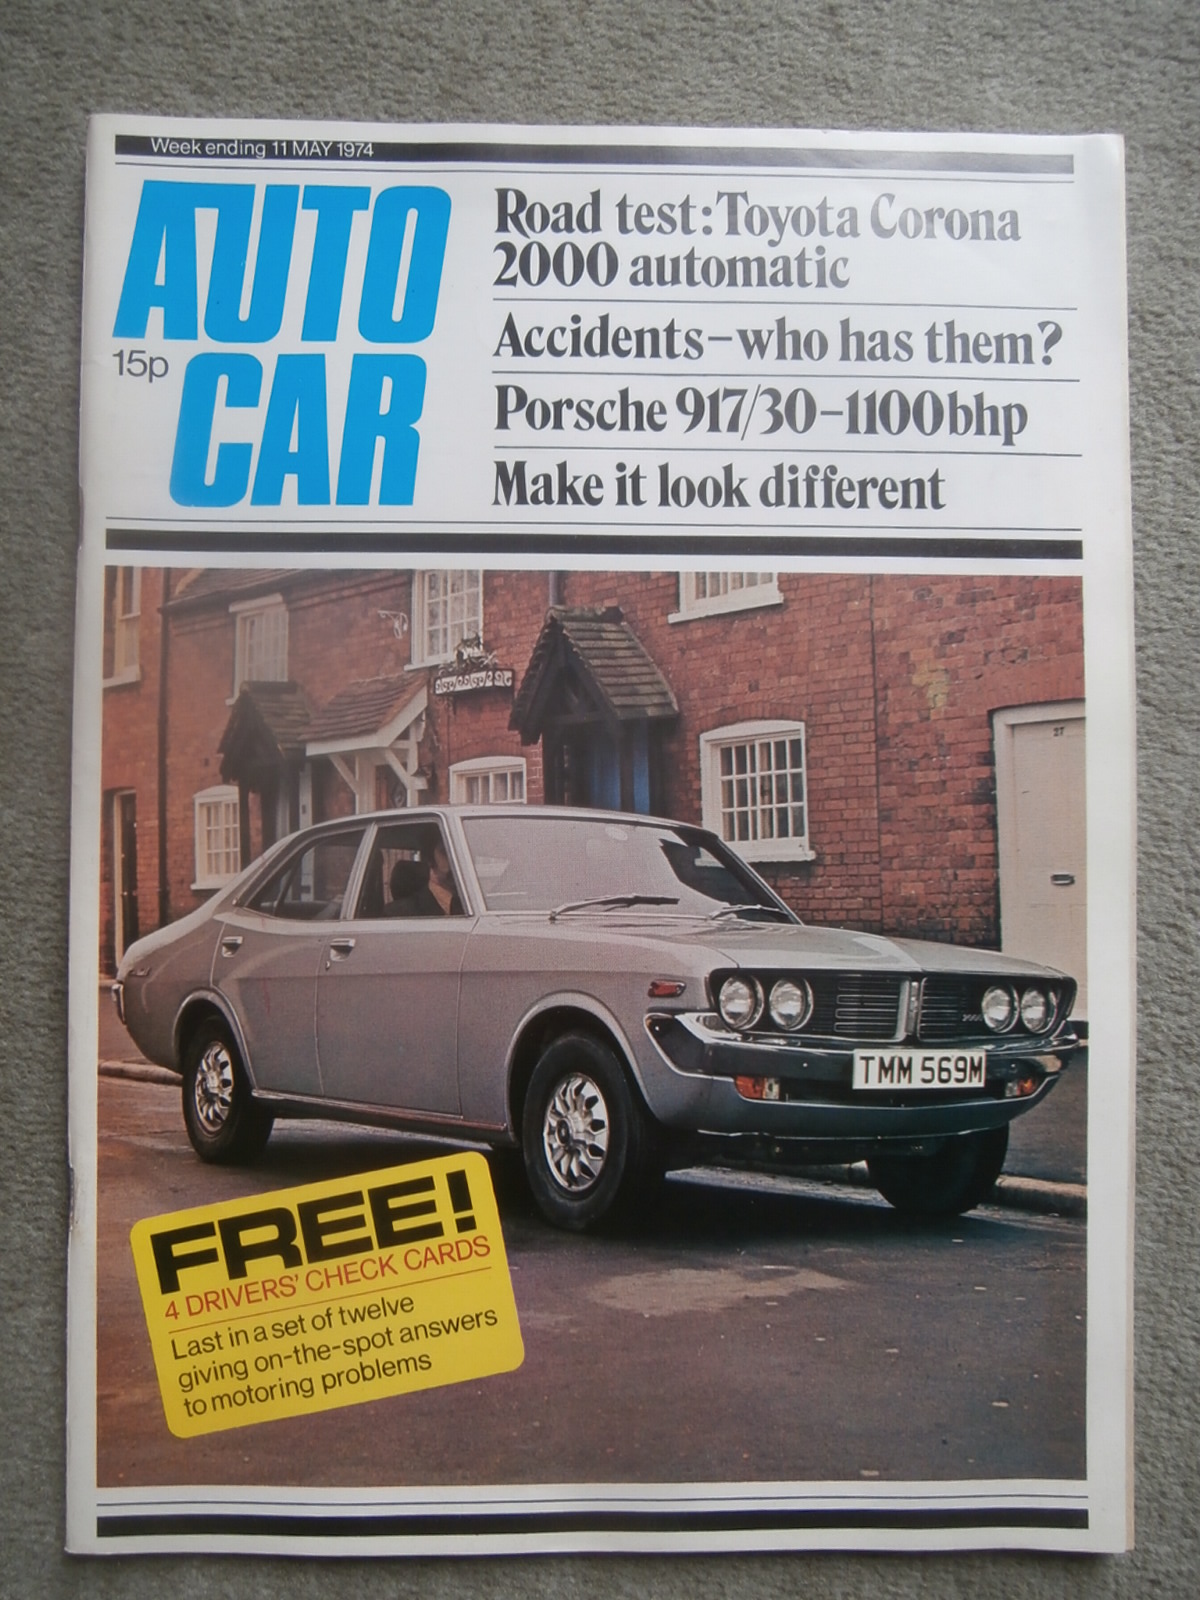 Week ending 11 MAY 1974
AUTO
CAR
15p
Road test: Toyota Corona
2000 automatic
Accidents–who has them?
Porsche 917/30–1100bhp
Make it look different
27
2000
TMM 569M
FREE!
4 DRIVERS' CHECK CARDS
Last in a set of twelve
giving on-the-spot answers
to motoring problems